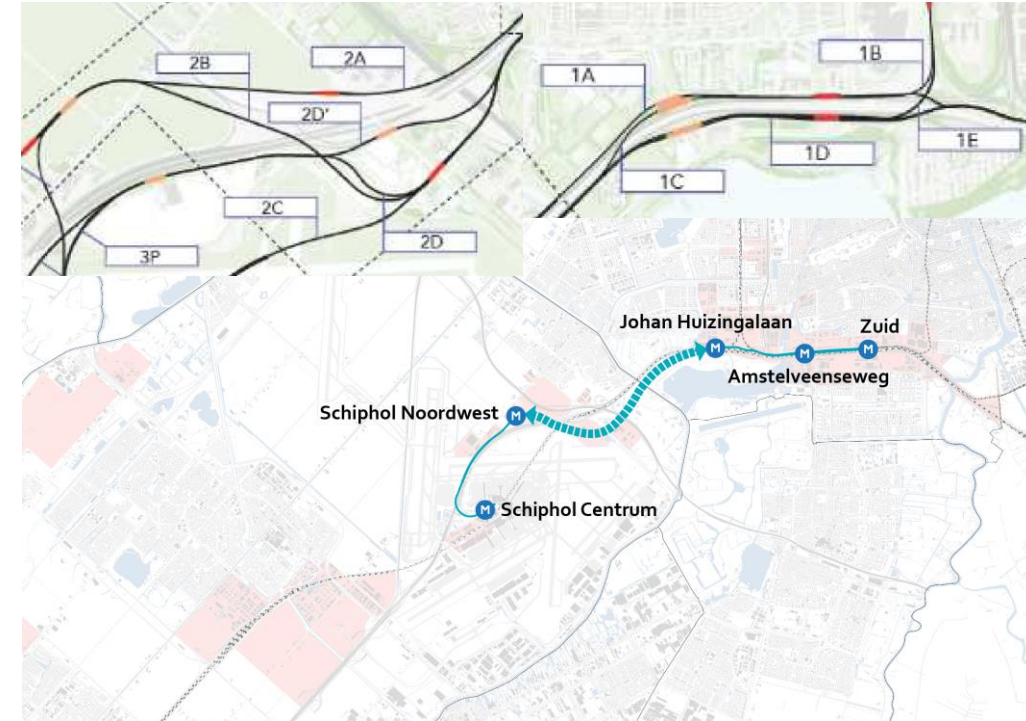 2B
2A
2D'
2C
2D
3P
1A
1B
1C
1D
1E
Johan Huizingalaan
Zuid
M
M
M
Amstelveenseweg
Schiphol Noordwest
M
M
Schiphol Centrum